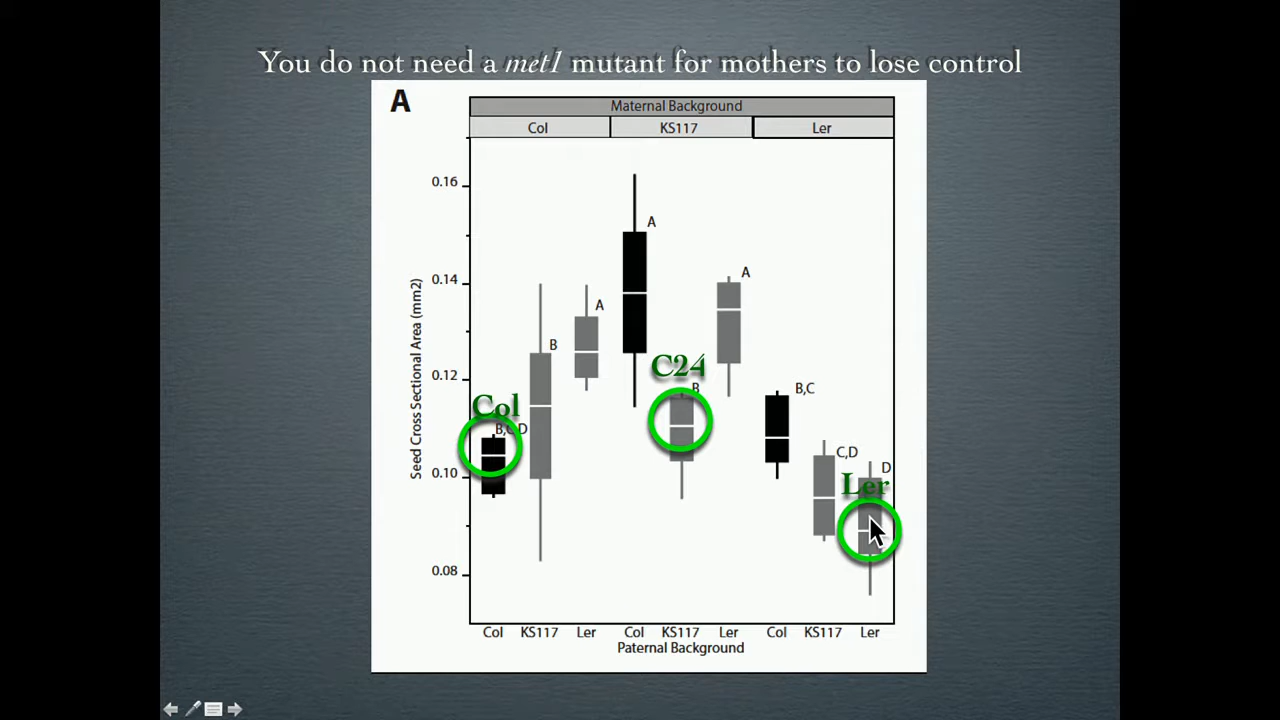 You do not need a met1 mutant for mothers to lose control
A
Maternal Background
Col KS117 Ler
Seed Cross Sectional Area (mm2)
0.16
0.14
0.12
0.10
0.08
A
A
A
B
C24
B
B,C
Col
B,C,D
C,D
D
Ler
Col KS117 Ler Col KS117 Ler Col KS117 Ler
Paternal Background